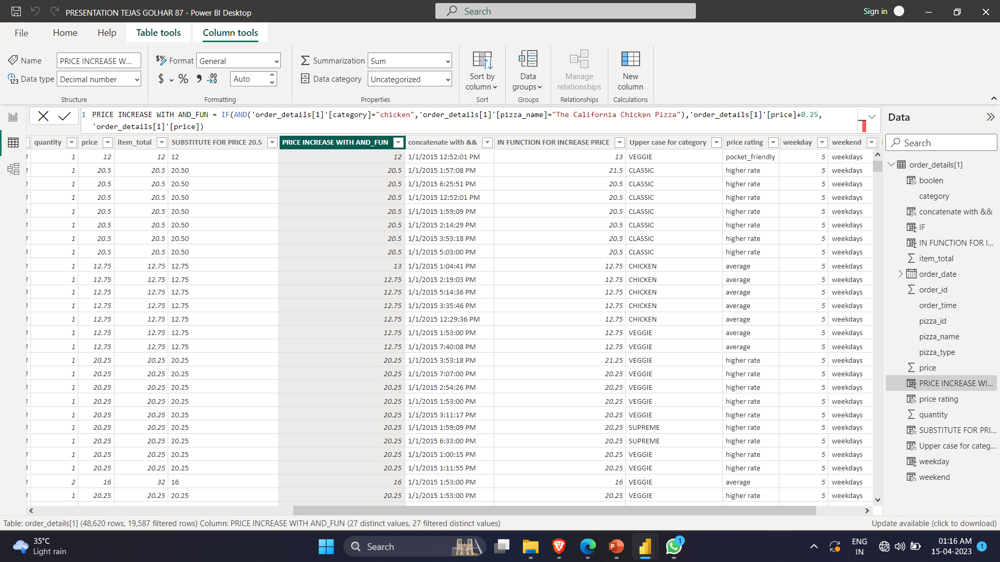 PRESENTATION TEJAS GOLHAR 87 - Power BI Desktop
Search
Sign in
File Home Help Table tools Column tools
Name PRICE INCREASE W...
Data type Decimal number
Structure
Format General
$ % Auto
Formatting
Summarization Sum
Data category Uncategorized
Properties
Sort by column
Sort
Data groups
Groups
Manage relationships
Relationships
New column
Calculations
1 PRICE INCREASE WITH AND_FUN = IF(AND('order_details[1]'[category]="chicken",'order_details[1]'[pizza_name]="The California Chicken Pizza"),'order_details[1]'[price]+0.25,
'order_details[1]'[price])
quantity price item_total SUBSTITUTE FOR PRICE 20.5 PRICE INCREASE WITH AND_FUN concatenate with && IN FUNCTION FOR INCREASE PRICE Upper case for category price rating weekday weekend
1 12 12 12 12 1/1/2015 12:52:01 PM 13 VEGGIE pocket_friendly 5 weekdays
1 20.5 20.5 20.50 20.5 1/1/2015 1:57:08 PM 21.5 CLASSIC higher rate 5 weekdays
1 20.5 20.5 20.50 20.5 1/1/2015 6:25:51 PM 20.5 CLASSIC higher rate 5 weekdays
1 20.5 20.5 20.50 20.5 1/1/2015 12:52:01 PM 20.5 CLASSIC higher rate 5 weekdays
1 20.5 20.5 20.50 20.5 1/1/2015 1:59:09 PM 20.5 CLASSIC higher rate 5 weekdays
1 20.5 20.5 20.50 20.5 1/1/2015 2:14:29 PM 20.5 CLASSIC higher rate 5 weekdays
1 20.5 20.5 20.50 20.5 1/1/2015 3:53:18 PM 20.5 CLASSIC higher rate 5 weekdays
1 20.5 20.5 20.50 20.5 1/1/2015 5:03:00 PM 20.5 CLASSIC higher rate 5 weekdays
1 12.75 12.75 12.75 13 1/1/2015 1:04:41 PM 12.75 CHICKEN average 5 weekdays
1 12.75 12.75 12.75 12.75 1/1/2015 2:19:03 PM 12.75 CHICKEN average 5 weekdays
1 12.75 12.75 12.75 12.75 1/1/2015 5:14:36 PM 12.75 CHICKEN average 5 weekdays
1 12.75 12.75 12.75 12.75 1/1/2015 3:35:46 PM 12.75 CHICKEN average 5 weekdays
1 12.75 12.75 12.75 12.75 1/1/2015 12:29:36 PM 12.75 CHICKEN average 5 weekdays
1 12.75 12.75 12.75 12.75 1/1/2015 1:53:00 PM 12.75 VEGGIE average 5 weekdays
1 12.75 12.75 12.75 12.75 1/1/2015 7:40:08 PM 12.75 VEGGIE average 5 weekdays
1 20.25 20.25 20.25 20.25 1/1/2015 3:53:18 PM 21.25 VEGGIE higher rate 5 weekdays
1 20.25 20.25 20.25 20.25 1/1/2015 7:07:00 PM 20.25 VEGGIE higher rate 5 weekdays
1 20.25 20.25 20.25 20.25 1/1/2015 2:54:26 PM 20.25 VEGGIE higher rate 5 weekdays
1 20.25 20.25 20.25 20.25 1/1/2015 1:53:00 PM 20.25 VEGGIE higher rate 5 weekdays
1 20.25 20.25 20.25 20.25 1/1/2015 3:11:17 PM 20.25 VEGGIE higher rate 5 weekdays
1 20.25 20.25 20.25 20.25 1/1/2015 1:59:09 PM 20.25 SUPREME higher rate 5 weekdays
1 20.25 20.25 20.25 20.25 1/1/2015 6:33:00 PM 20.25 SUPREME higher rate 5 weekdays
1 20.25 20.25 20.25 20.25 1/1/2015 1:00:15 PM 20.25 VEGGIE higher rate 5 weekdays
1 20.25 20.25 20.25 20.25 1/1/2015 1:11:55 PM 20.25 VEGGIE higher rate 5 weekdays
2 16 32 16 16 1/1/2015 1:53:00 PM 16 VEGGIE average 5 weekdays
1 20.25 20.25 20.25 20.25 1/1/2015 1:53:00 PM 20.25 VEGGIE higher rate 5 weekdays
Data
Search
order_details[1]
boolen
category
concatenate with &&
IF
IN FUNCTION FOR I...
item_total
order_date
order_id
order_time
pizza_id
pizza_name
pizza_type
price
PRICE INCREASE WI...
price rating
quantity
SUBSTITUTE FOR PRI...
Upper case for categ...
weekday
weekend
Table: order_details[1] (48,620 rows, 19,587 filtered rows) Column: PRICE INCREASE WITH AND_FUN (27 distinct values, 27 filtered distinct values)
Update available (click to download)
35°C
Light rain
Search
1
ENG
IN
01:16 AM
15-04-2023
1